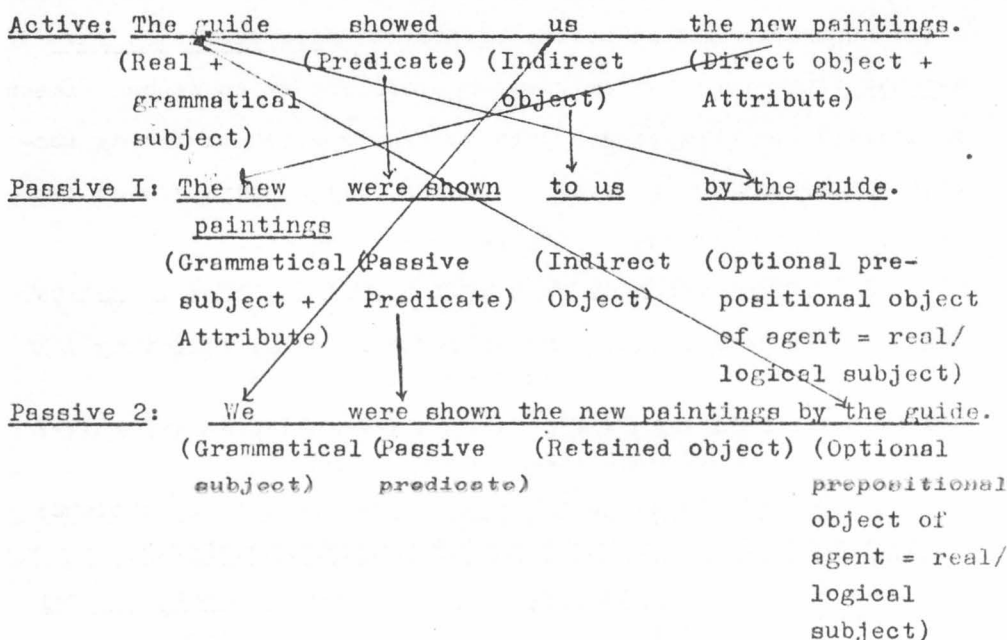 Active: The guide showed us the new paintings.
(Real + (Predicate) (Indirect (Direct object +
grammatical object) Attribute)
subject)
Passive I: The new were shown to us by the guide.
paintings
(Grammatical (Passive (Indirect (Optional pre-
subject + Predicate) Object) positional object
Attribute) of agent = real/
logical subject)
Passive 2: We were shown the new paintings by the guide.
(Grammatical (Passive (Retained object) (Optional
subject) predicate) prepositional
object of
agent = real/
logical
subject)